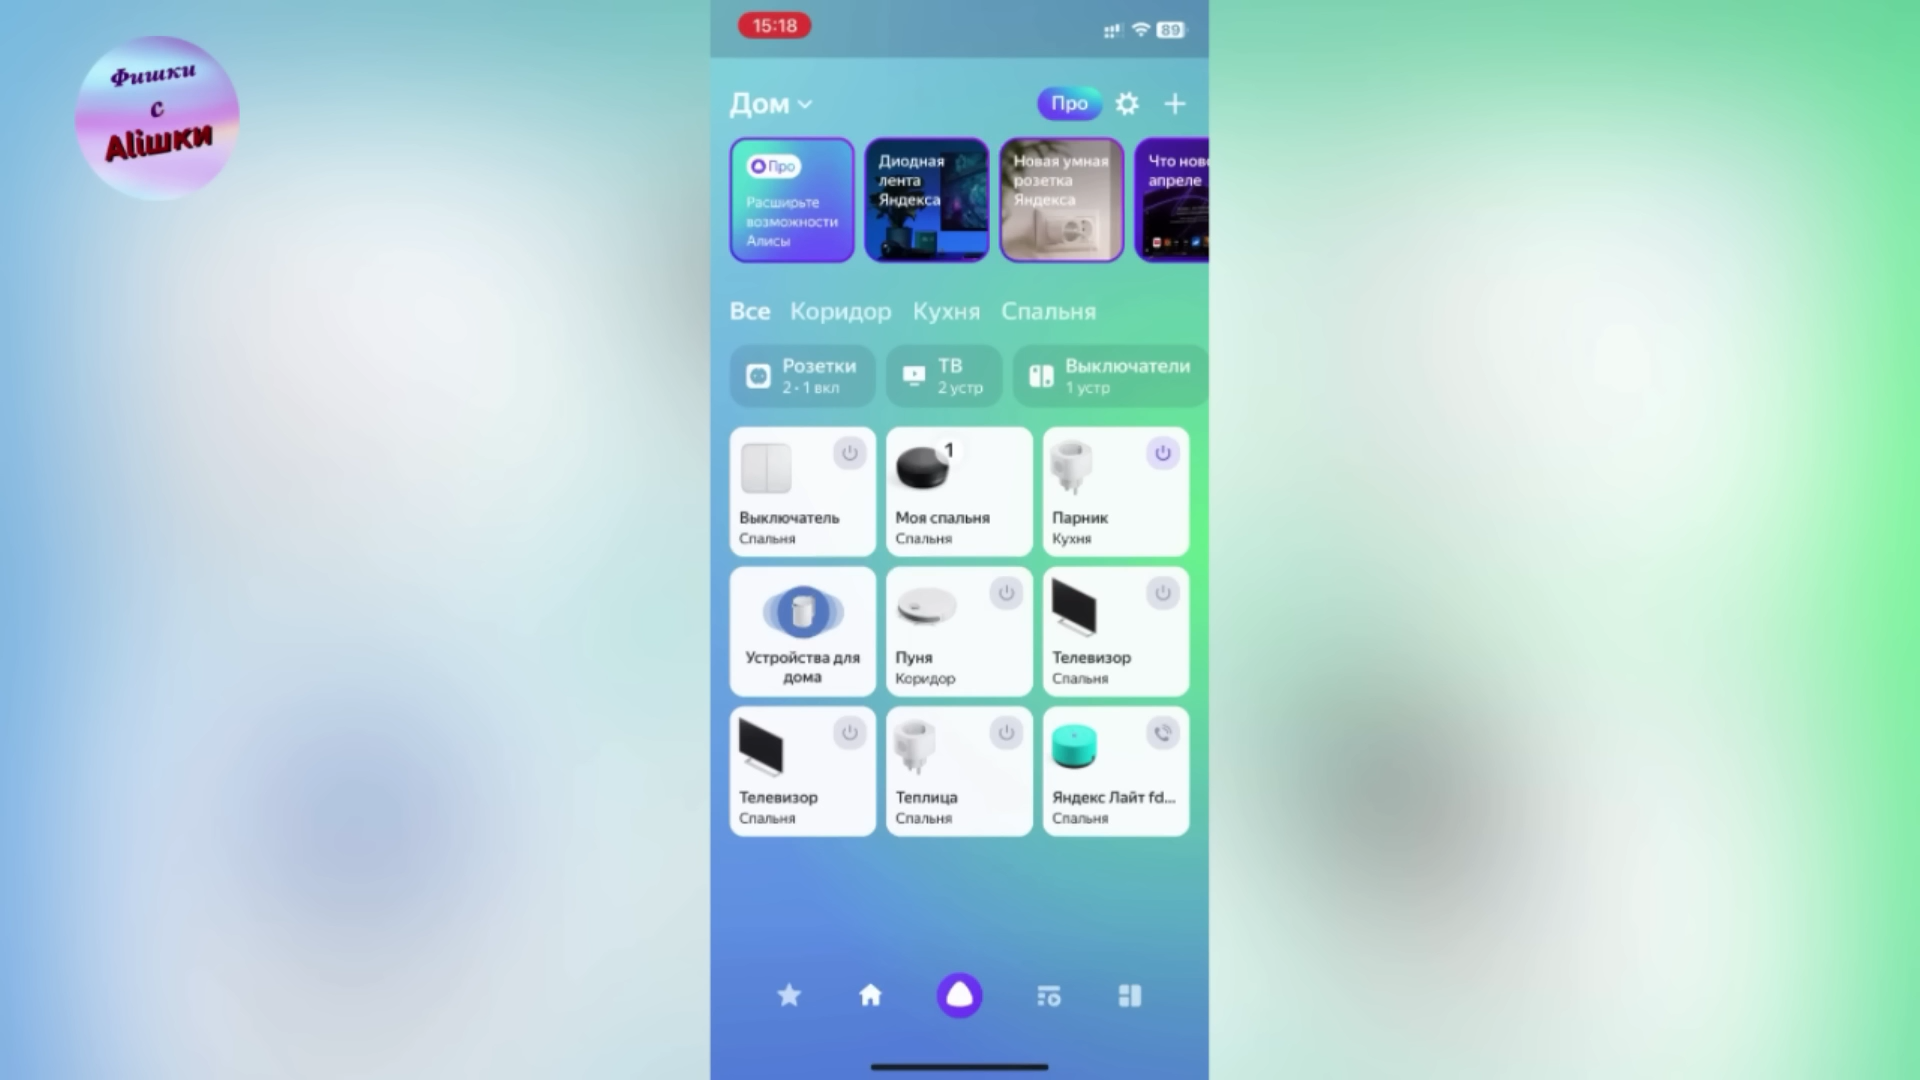 Фишки
с
Aliшки
15:18
89
Дом
Про
Про
Расширьте
возможности
Алисы
Диодная
лента
Яндекса
Новая умная
розетка
Яндекса
Что нов
апреле
Все Коридор Кухня Спальня
Розетки
2 • 1 вкл
ТВ
2 устр
Выключатели
1 устр
Выключатель
Спальня
1
Моя спальня
Спальня
Парник
Кухня
Устройства для
дома
Пуня
Коридор
Телевизор
Спальня
Телевизор
Спальня
Теплица
Спальня
Яндекс Лайт fd...
Спальня